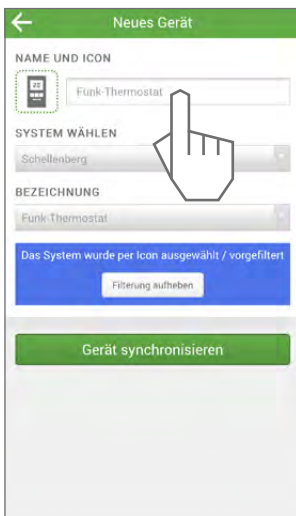 Neues Gerät
NAME UND ICON
Funk-Thermostat
SYSTEM WÄHLEN
Schellenberg
BEZEICHNUNG
Funk-Thermostat
Das System wurde per Icon ausgewählt / vorgefiltert
Filterung aufheben
Gerät synchronisieren